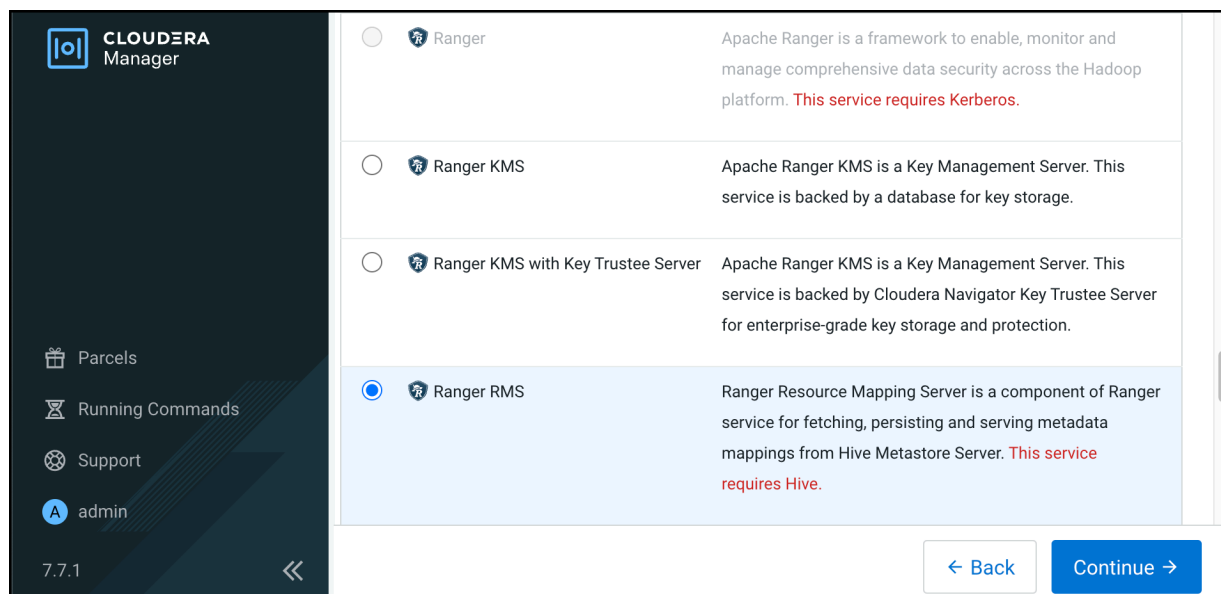 CLOUDERA
Manager
Ranger
Apache Ranger is a framework to enable, monitor and
manage comprehensive data security across the Hadoop
platform. This service requires Kerberos.
Ranger KMS
Apache Ranger KMS is a Key Management Server. This
service is backed by a database for key storage.
Ranger KMS with Key Trustee Server
Apache Ranger KMS is a Key Management Server. This
service is backed by Cloudera Navigator Key Trustee Server
for enterprise-grade key storage and protection.
Ranger RMS
Ranger Resource Mapping Server is a component of Ranger
service for fetching, persisting and serving metadata
mappings from Hive Metastore Server. This service
requires Hive.
Parcels
Running Commands
Support
A admin
7.7.1
← Back
Continue →